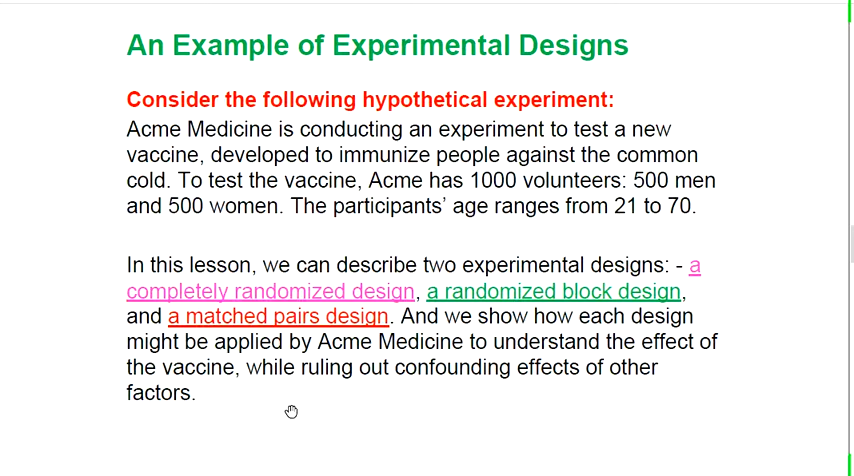 An Example of Experimental Designs
Consider the following hypothetical experiment:
Acme Medicine is conducting an experiment to test a new
vaccine, developed to immunize people against the common
cold. To test the vaccine, Acme has 1000 volunteers: 500 men
and 500 women. The participants' age ranges from 21 to 70.
In this lesson, we can describe two experimental designs: - a
completely randomized design, a randomized block design,
and a matched pairs design. And we show how each design
might be applied by Acme Medicine to understand the effect of
the vaccine, while ruling out confounding effects of other
factors.